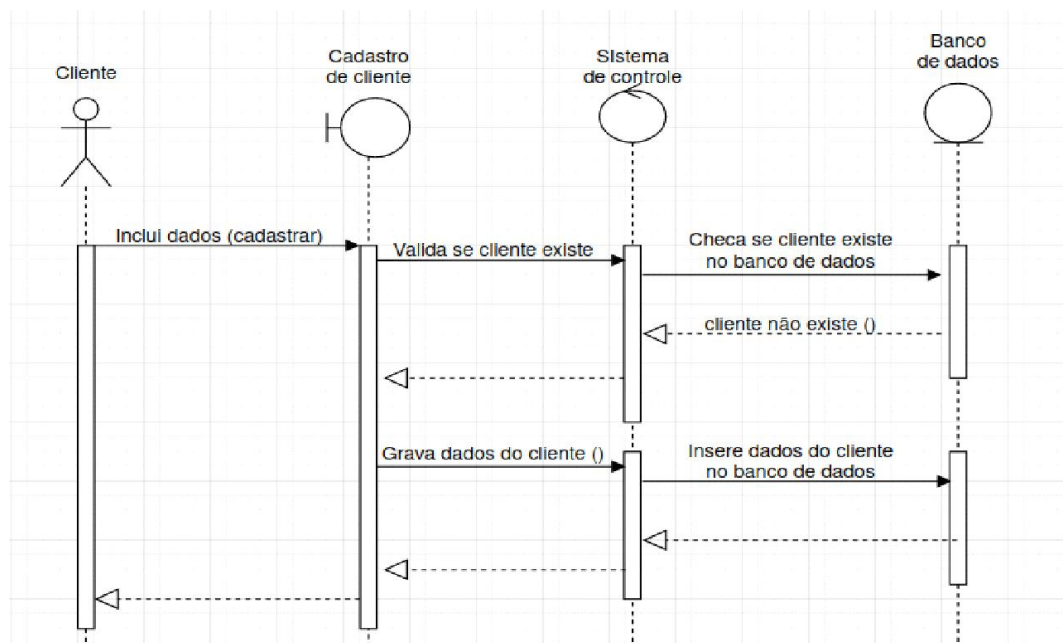 Cliente
Cadastro
de cliente
Sistema
de controle
Banco
de dados
Inclui dados (cadastrar)
Valida se cliente existe
Checa se cliente existe
no banco de dados
cliente não existe ()
Grava dados do cliente ()
Insere dados do cliente
no banco de dados